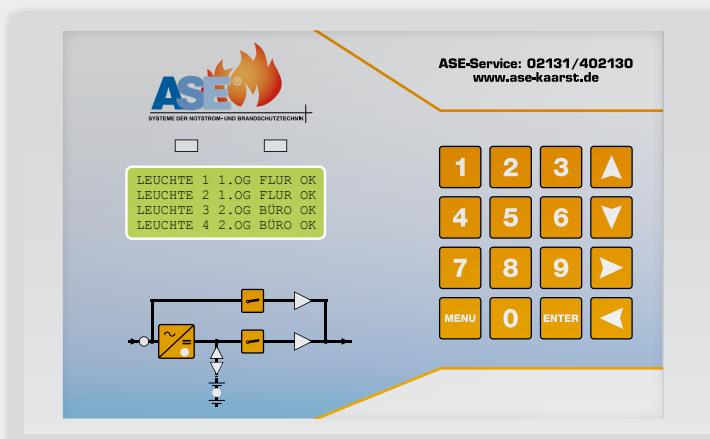 ASE®
SYSTEME DER NOTSTROM- UND BRANDSCHUTZTECHNIK
ASE-Service: 02131/402130
www.ase-kaarst.de
LEUCHTE 1 1.OG FLUR OK
LEUCHTE 2 1.OG FLUR OK
LEUCHTE 3 2.OG BÜRO OK
LEUCHTE 4 2.OG BÜRO OK
1 2 3
4 5 6
7 8 9
MENU 0 ENTER